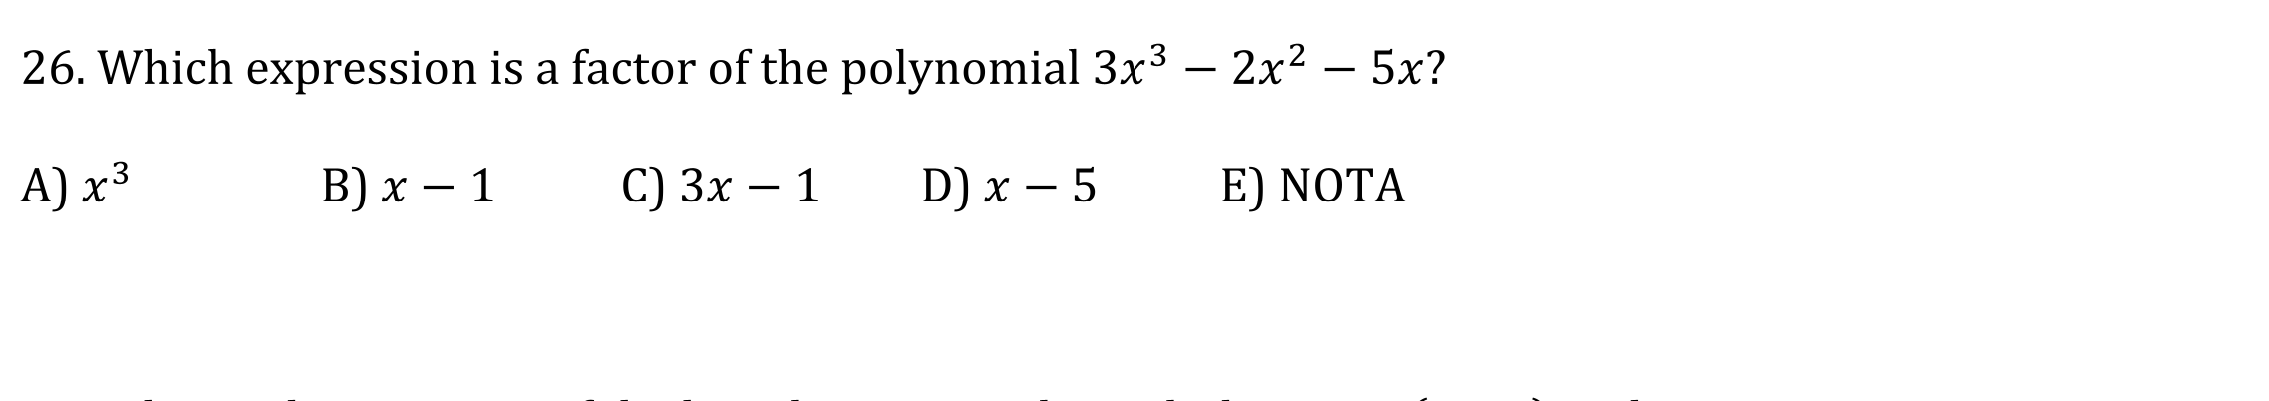 26. Which expression is a factor of the polynomial 3x³ − 2x² − 5x?
A) x³ B) x − 1 C) 3x − 1 D) x − 5 E) NOTA